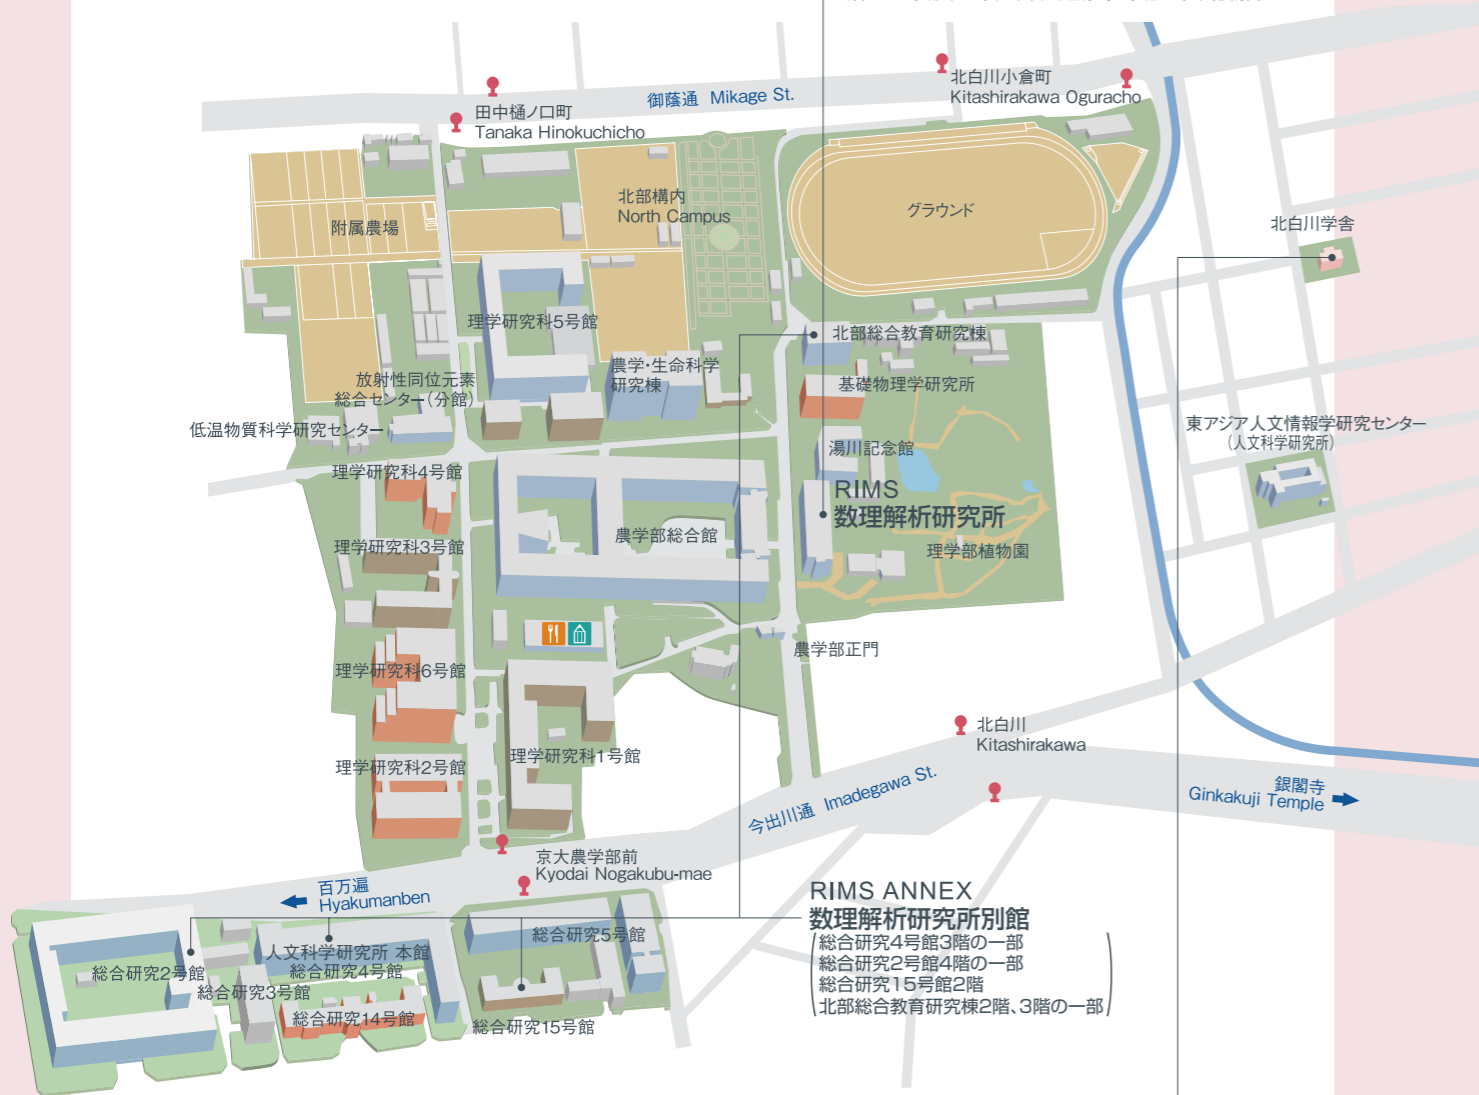 北白川小倉町
Kitashirakawa Oguracho
御蔭通 Mikage St.
田中樋ノ口町
Tanaka Hinokuchicho
北部構内
North Campus
グラウンド
附属農場
北白川学舎
理学研究科5号館
北部総合教育研究棟
農学・生命科学
研究棟
放射性同位元素
総合センター（分館）
基礎物理学研究所
低温物質科学研究センター
東アジア人文情報学研究センター
（人文科学研究所）
湯川記念館
理学研究科4号館
RIMS
数理解析研究所
農学部総合館
理学研究科3号館
理学部植物園
農学部正門
理学研究科6号館
北白川
Kitashirakawa
理学研究科1号館
理学研究科2号館
今出川通 Imadegawa St.
銀閣寺
Ginkakuji Temple
京大農学部前
Kyodai Nogakubu-mae
百万遍
Hyakumanben
RIMS ANNEX
数理解析研究所別館
総合研究4号館3階の一部
総合研究2号館4階の一部
総合研究15号館2階
北部総合教育研究棟2階、3階の一部
総合研究5号館
人文科学研究所 本館
総合研究2号館
総合研究4号館
総合研究3号館
総合研究14号館
総合研究15号館